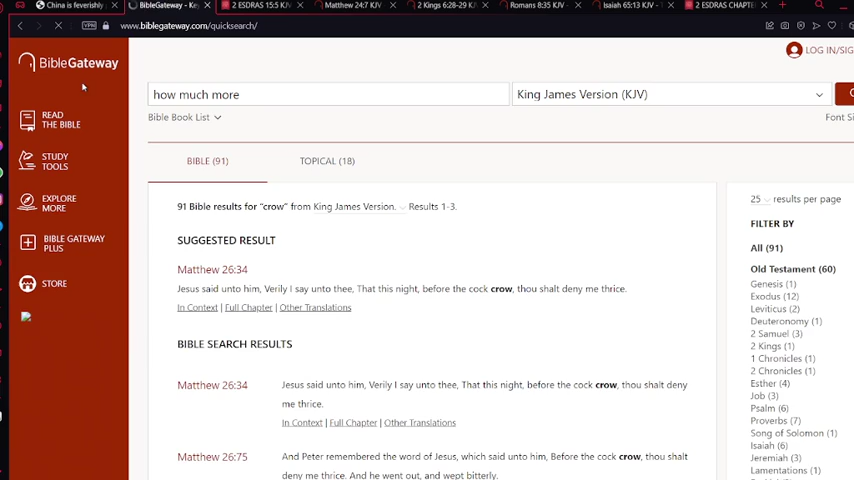 China is feverishly
BibleGateway - Ke
2 ESDRAS 15:5 KJV
Matthew 24:7 KJV
2 Kings 6:28-29 KJV
Romans 8:35 KJV
Isaiah 65:13 KJV
2 ESDRAS CHAPTE
VPN
www.biblegateway.com/quicksearch/
BibleGateway
LOG IN/SIG
how much more
King James Version (KJV)
Bible Book List
Font Si
READ
THE BIBLE
STUDY
TOOLS
EXPLORE
MORE
BIBLE GATEWAY
PLUS
STORE
BIBLE (91)
TOPICAL (18)
91 Bible results for "crow" from King James Version. Results 1-3.
SUGGESTED RESULT
Matthew 26:34
Jesus said unto him, Verily I say unto thee, That this night, before the cock crow, thou shalt deny me thrice.
In Context | Full Chapter | Other Translations
BIBLE SEARCH RESULTS
Matthew 26:34
Jesus said unto him, Verily I say unto thee, That this night, before the cock crow, thou shalt deny
me thrice.
In Context | Full Chapter | Other Translations
Matthew 26:75
And Peter remembered the word of Jesus, which said unto him, Before the cock crow, thou shalt
deny me thrice. And he went out, and wept bitterly.
25 results per page
FILTER BY
All (91)
Old Testament (60)
Genesis (1)
Exodus (12)
Leviticus (2)
Deuteronomy (1)
2 Samuel (3)
2 Kings (1)
1 Chronicles (1)
2 Chronicles (1)
Esther (4)
Job (3)
Psalm (6)
Proverbs (7)
Song of Solomon (1)
Isaiah (6)
Jeremiah (3)
Lamentations (1)